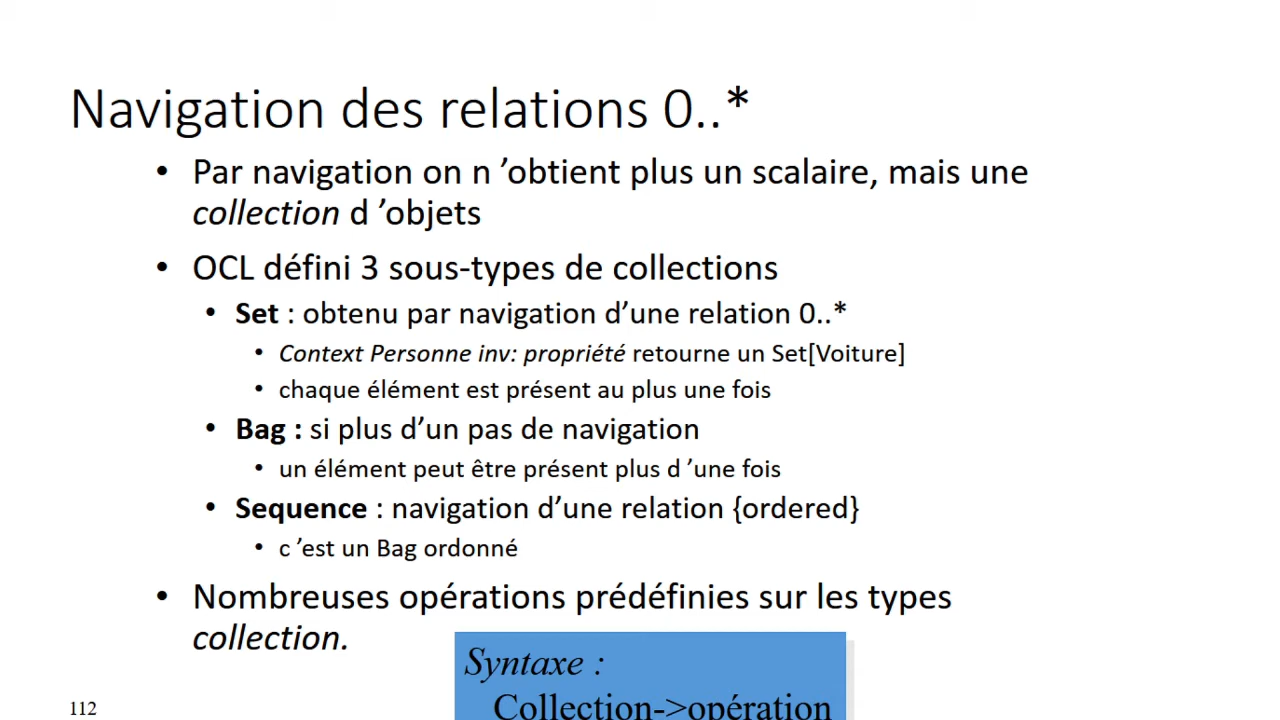 Navigation des relations 0..*
• Par navigation on n ’obtient plus un scalaire, mais une
collection d ’objets
• OCL défini 3 sous-types de collections
• Set : obtenu par navigation d’une relation 0..*
• Context Personne inv: propriété retourne un Set[Voiture]
• chaque élément est présent au plus une fois
• Bag : si plus d’un pas de navigation
• un élément peut être présent plus d ’une fois
• Sequence : navigation d’une relation {ordered}
• c ’est un Bag ordonné
• Nombreuses opérations prédéfinies sur les types
collection.
Syntaxe :
Collection->opération
112